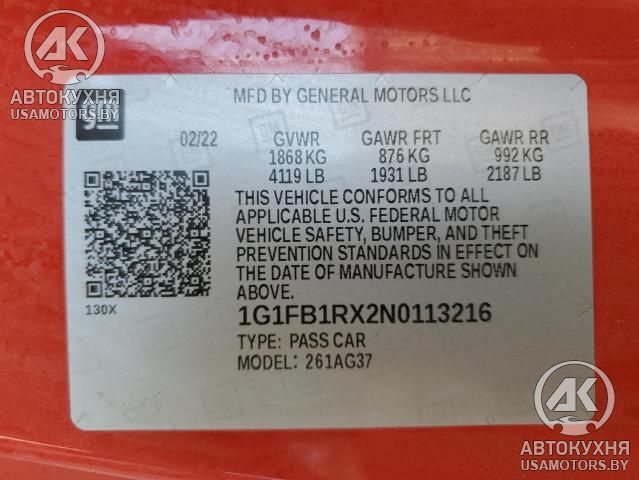 AK
АВТОКУХНЯ
USAMOTORS.BY
gm
MFD BY GENERAL MOTORS LLC
02/22 GVWR GAWR FRT GAWR RR
1868 KG 876 KG 992 KG
4119 LB 1931 LB 2187 LB
THIS VEHICLE CONFORMS TO ALL
APPLICABLE U.S. FEDERAL MOTOR
VEHICLE SAFETY, BUMPER, AND THEFT
PREVENTION STANDARDS IN EFFECT ON
THE DATE OF MANUFACTURE SHOWN
ABOVE.
130X
1G1FB1RX2N0113216
TYPE: PASS CAR
MODEL: 261AG37
AK
АВТОКУХНЯ
USAMOTORS.BY